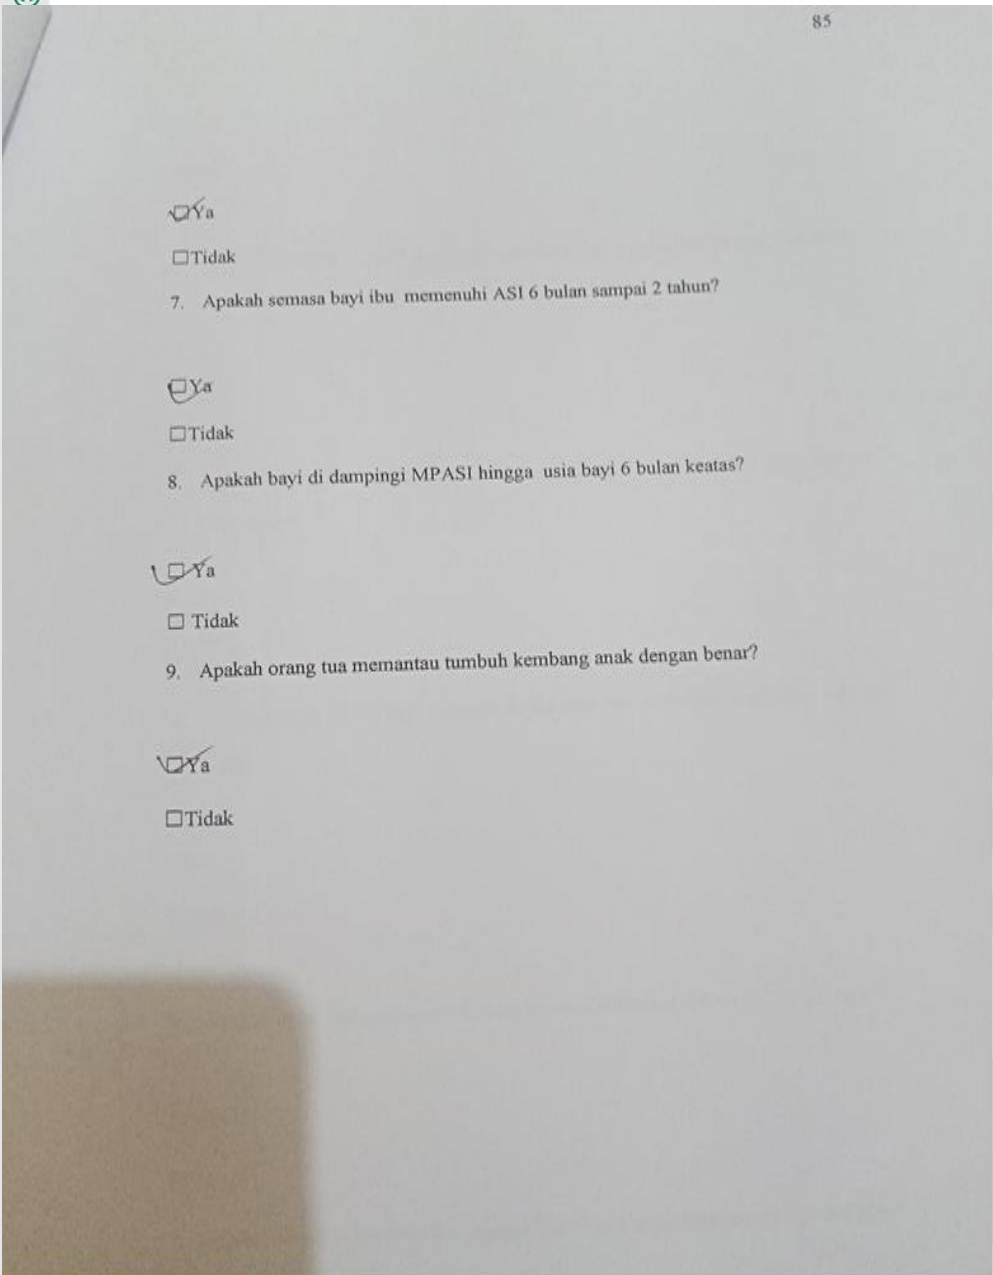 85
☑Ya
☐Tidak
7. Apakah semasa bayi ibu memenuhi ASI 6 bulan sampai 2 tahun?
☑Ya
☐Tidak
8. Apakah bayi di dampingi MPASI hingga usia bayi 6 bulan keatas?
☑Ya
☐ Tidak
9. Apakah orang tua memantau tumbuh kembang anak dengan benar?
☑Ya
☐Tidak